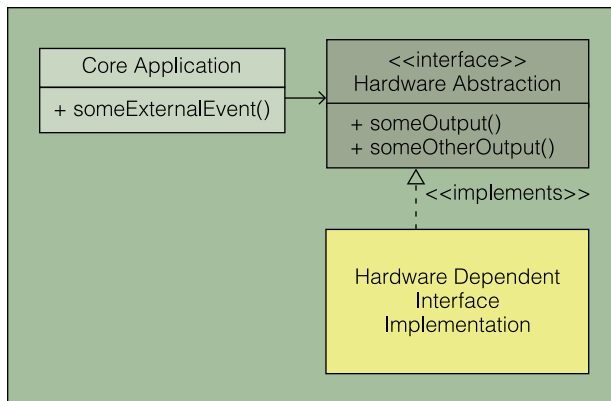 Core Application
+ someExternalEvent()
<<interface>>
Hardware Abstraction
+ someOutput()
+ someOtherOutput()
<<implements>>
Hardware Dependent
Interface
Implementation